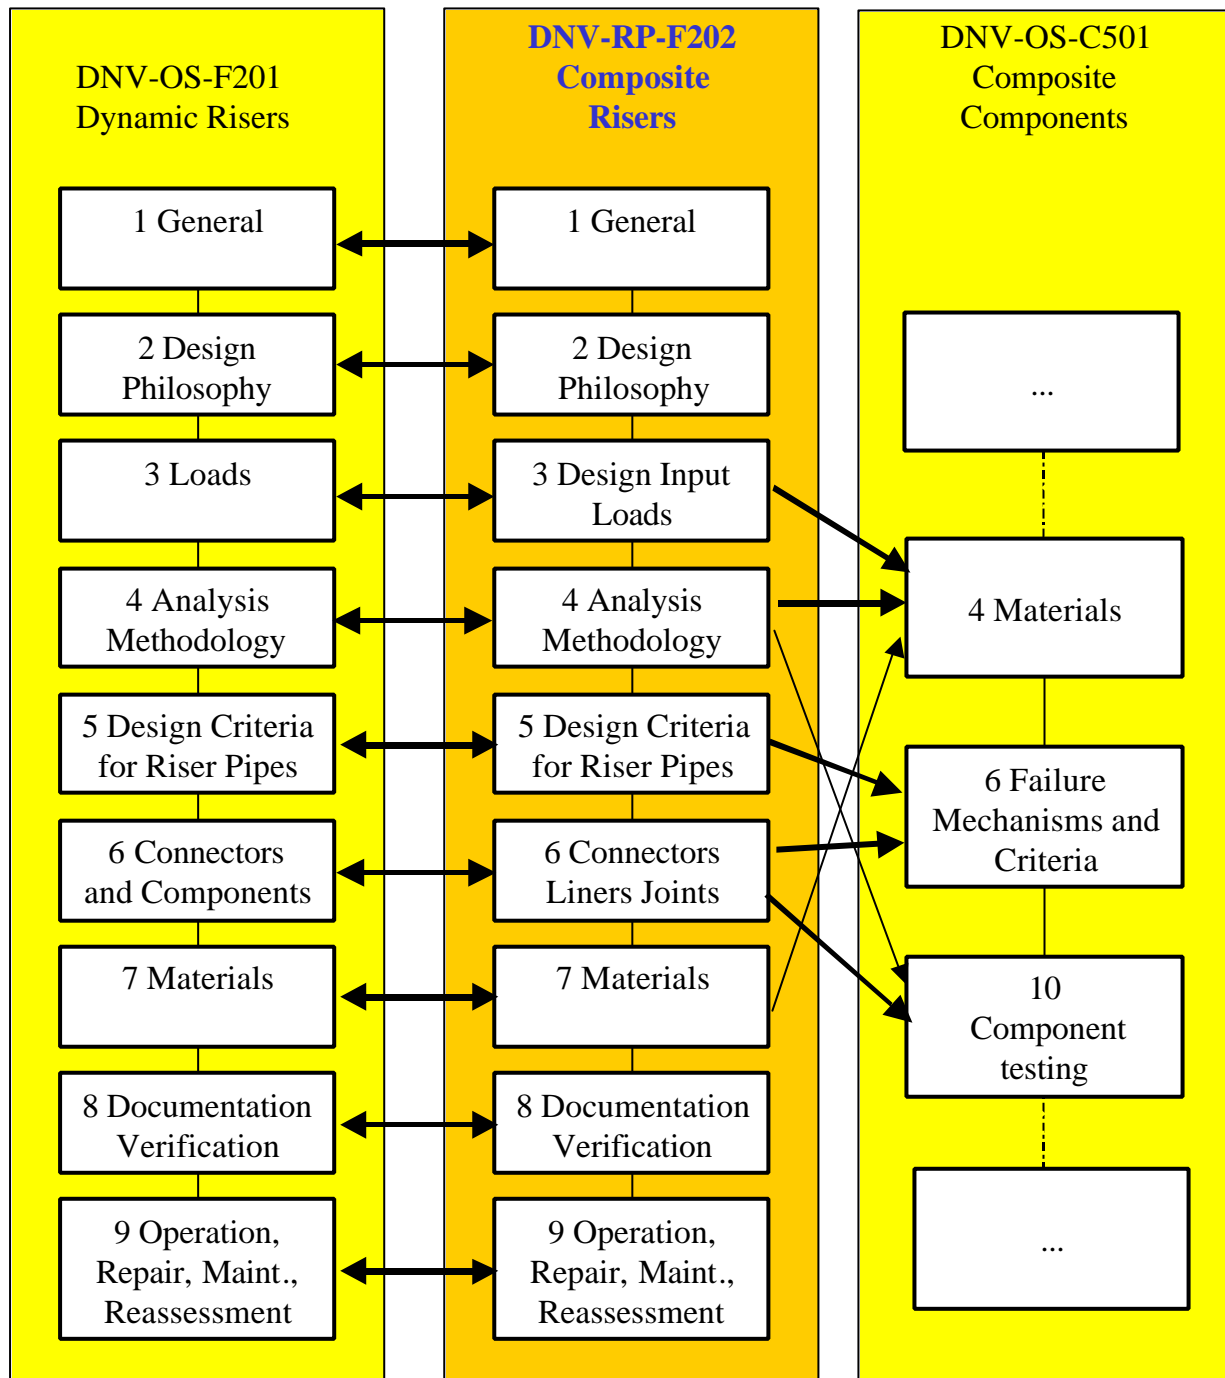 DNV-OS-F201
Dynamic Risers
1 General
2 Design
Philosophy
3 Loads
4 Analysis
Methodology
5 Design Criteria
for Riser Pipes
6 Connectors
and Components
7 Materials
8 Documentation
Verification
9 Operation,
Repair, Maint.,
Reassessment
DNV-RP-F202
Composite
Risers
1 General
2 Design
Philosophy
3 Design Input
Loads
4 Analysis
Methodology
5 Design Criteria
for Riser Pipes
6 Connectors
Liners Joints
7 Materials
8 Documentation
Verification
9 Operation,
Repair, Maint.,
Reassessment
DNV-OS-C501
Composite
Components
...
4 Materials
6 Failure
Mechanisms and
Criteria
10
Component
testing
...